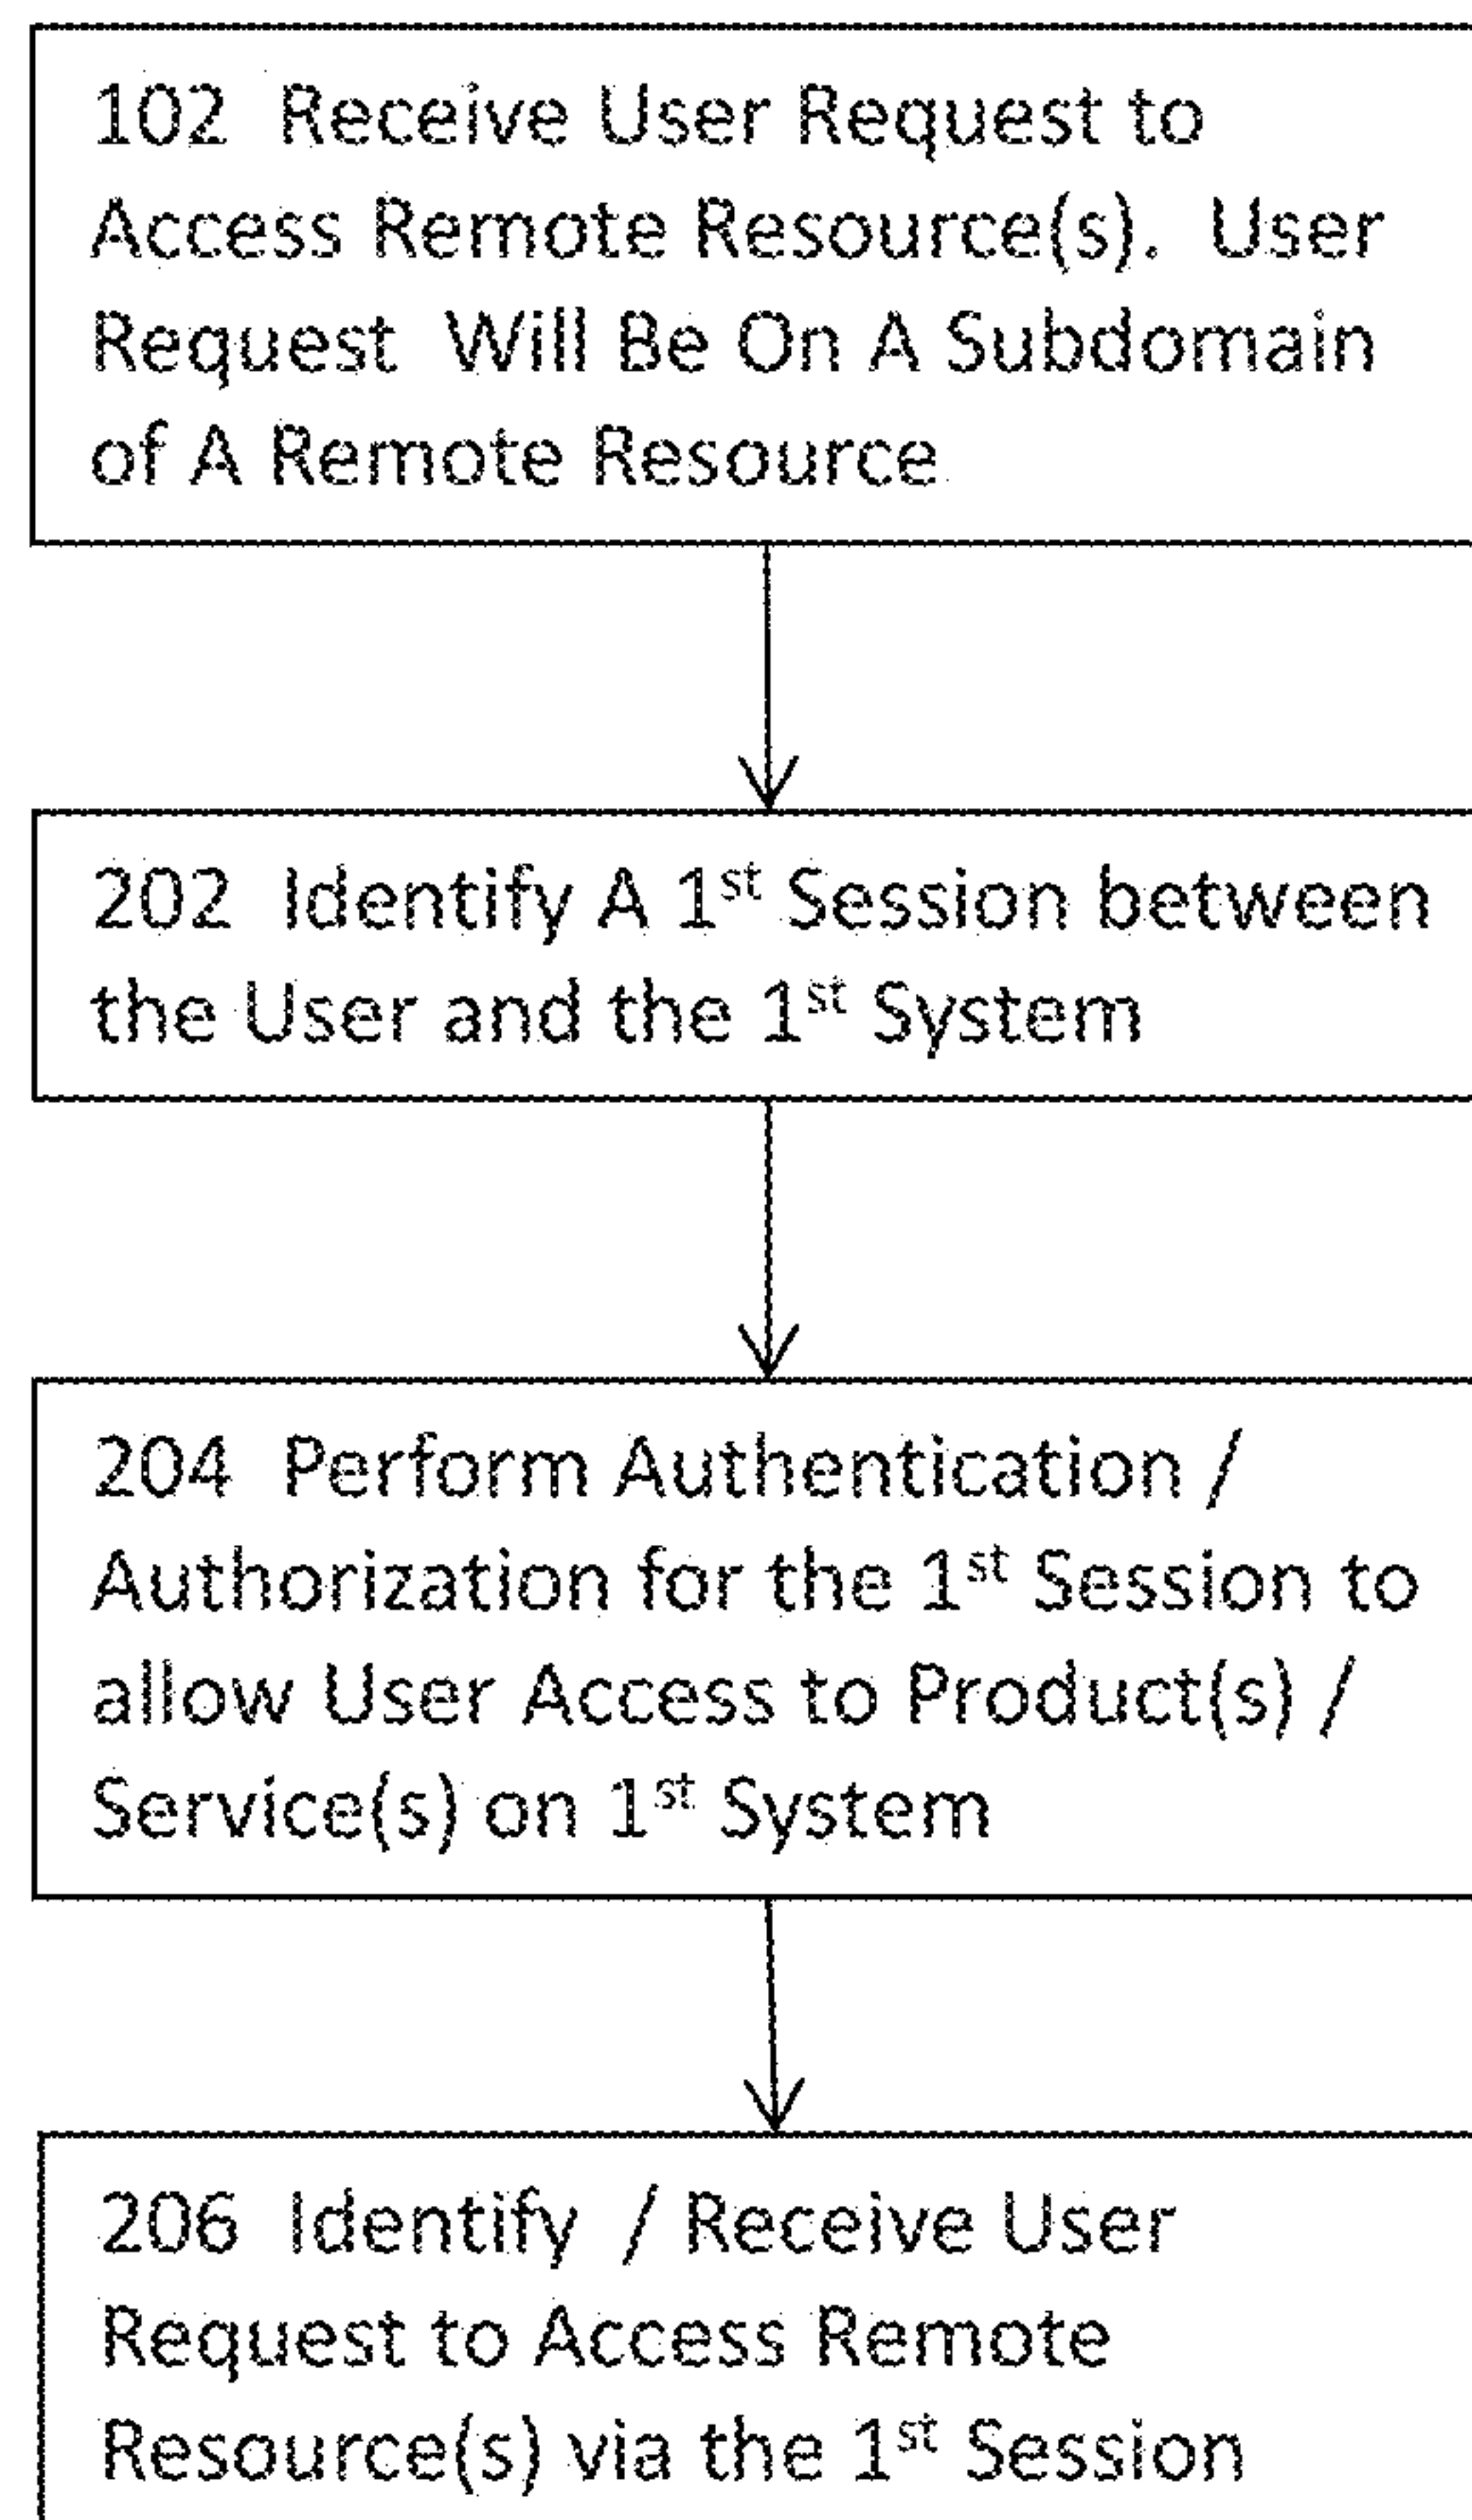 102 Receive User Request to
Access Remote Resource(s). User
Request Will Be On A Subdomain
of A Remote Resource
202 Identify A 1st Session between
the User and the 1st System
204 Perform Authentication /
Authorization for the 1st Session to
allow User Access to Product(s) /
Service(s) on 1st System
206 Identify / Receive User
Request to Access Remote
Resource(s) via the 1st Session